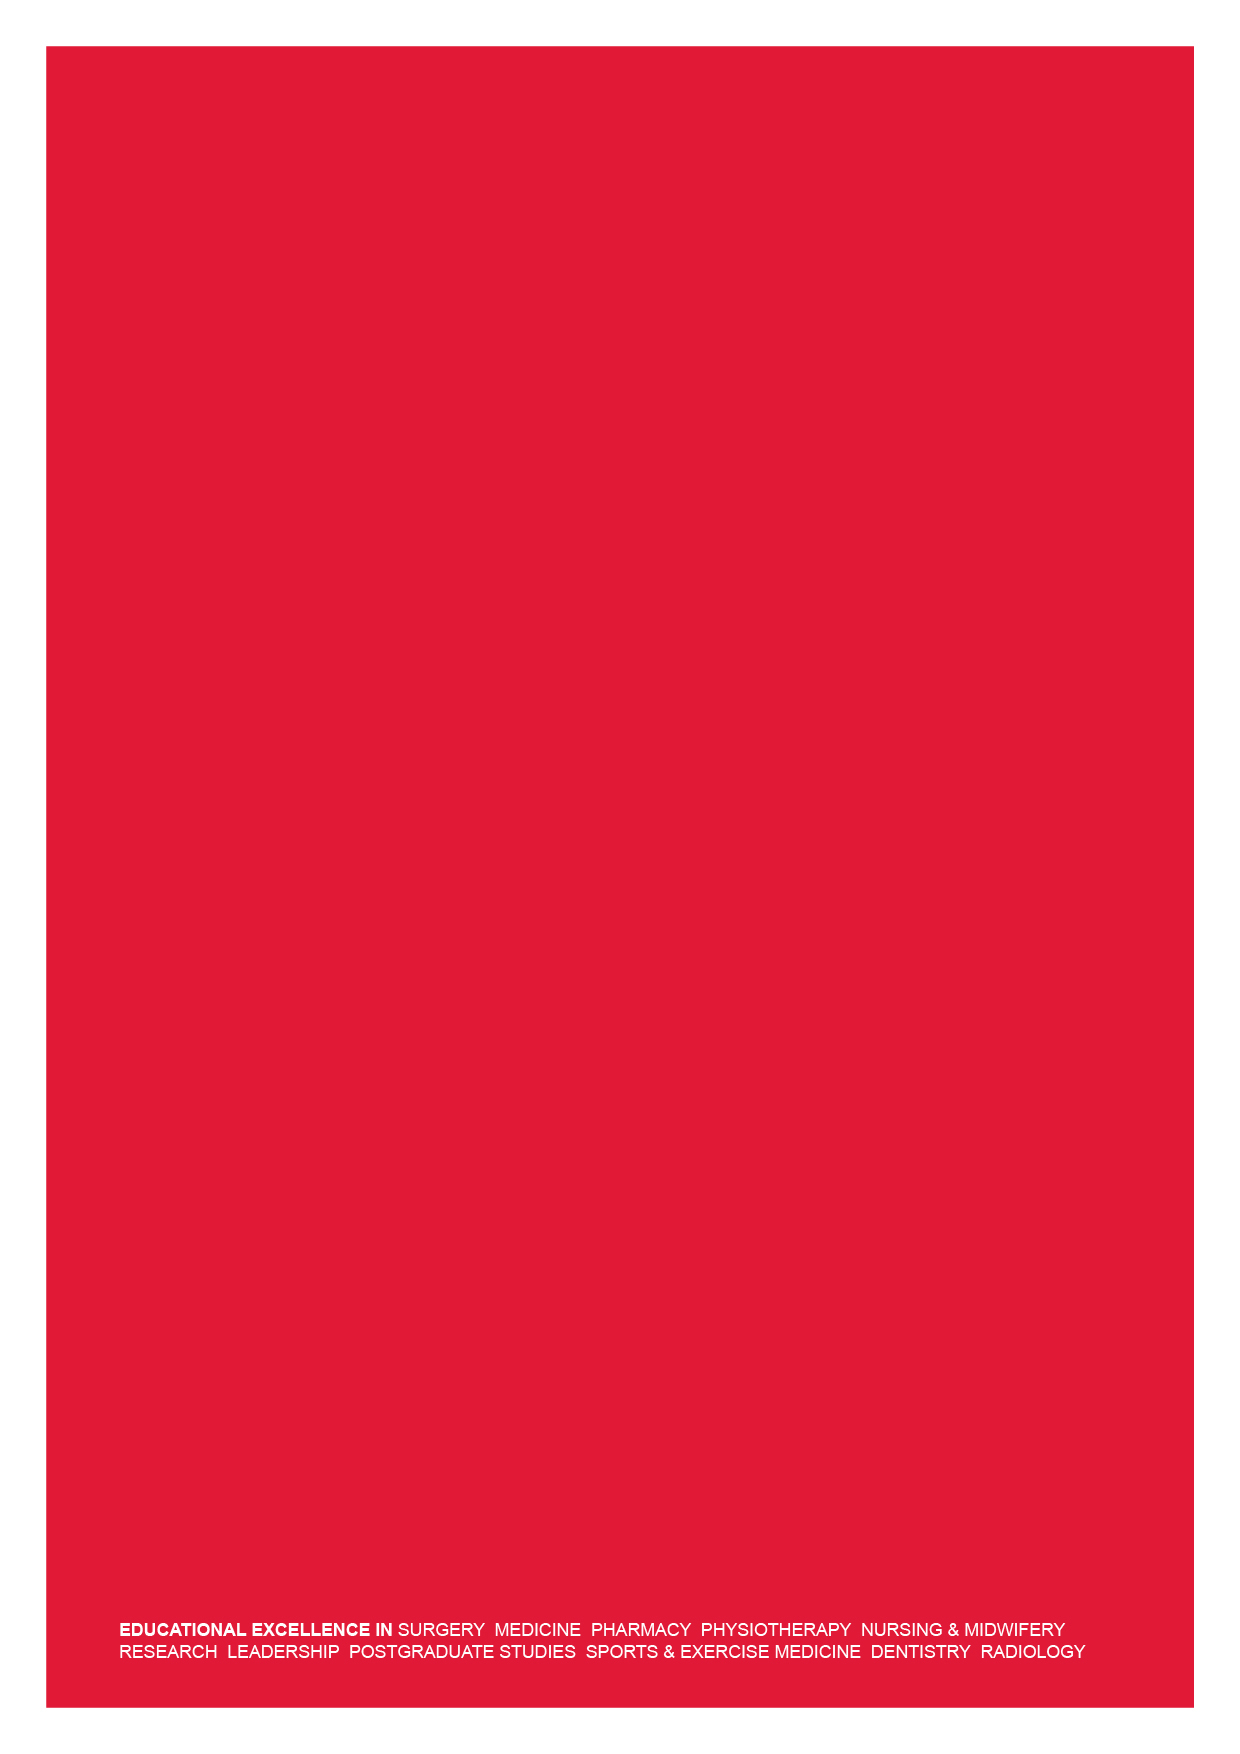 EDUCATIONAL EXCELLENCE IN SURGERY MEDICINE PHARMACY PHYSIOTHERAPY NURSING & MIDWIFERY
RESEARCH LEADERSHIP POSTGRADUATE STUDIES SPORTS & EXERCISE MEDICINE DENTISTRY RADIOLOGY